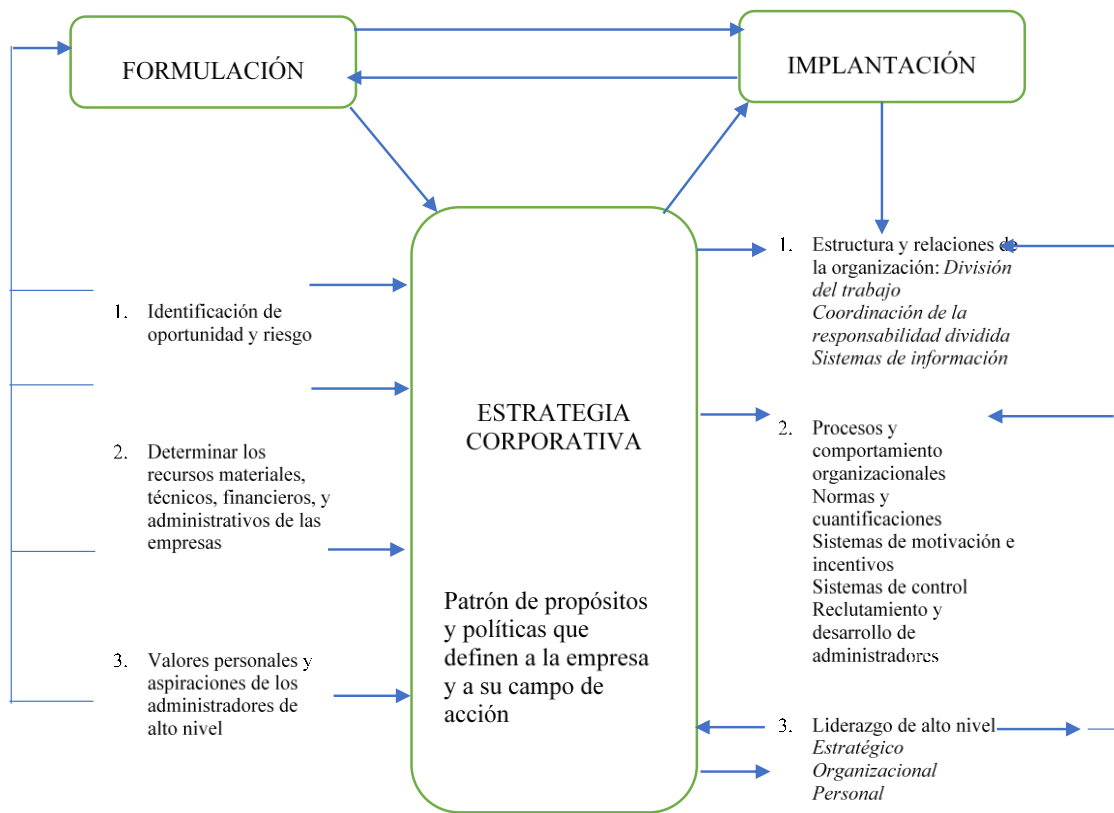 FORMULACIÓN
IMPLANTACIÓN
1. Identificación de
oportunidad y riesgo
2. Determinar los
recursos materiales,
técnicos, financieros, y
administrativos de las
empresas
3. Valores personales y
aspiraciones de los
administradores de
alto nivel
ESTRATEGIA
CORPORATIVA
Patrón de propósitos
y políticas que
definen a la empresa
y a su campo de
acción
1. Estructura y relaciones de
la organización: División
del trabajo
Coordinación de la
responsabilidad dividida
Sistemas de información
2. Procesos y
comportamiento
organizacionales
Normas y
cuantificaciones
Sistemas de motivación e
incentivos
Sistemas de control
Reclutamiento y
desarrollo de
administradores
3. Liderazgo de alto nivel
Estratégico
Organizacional
Personal